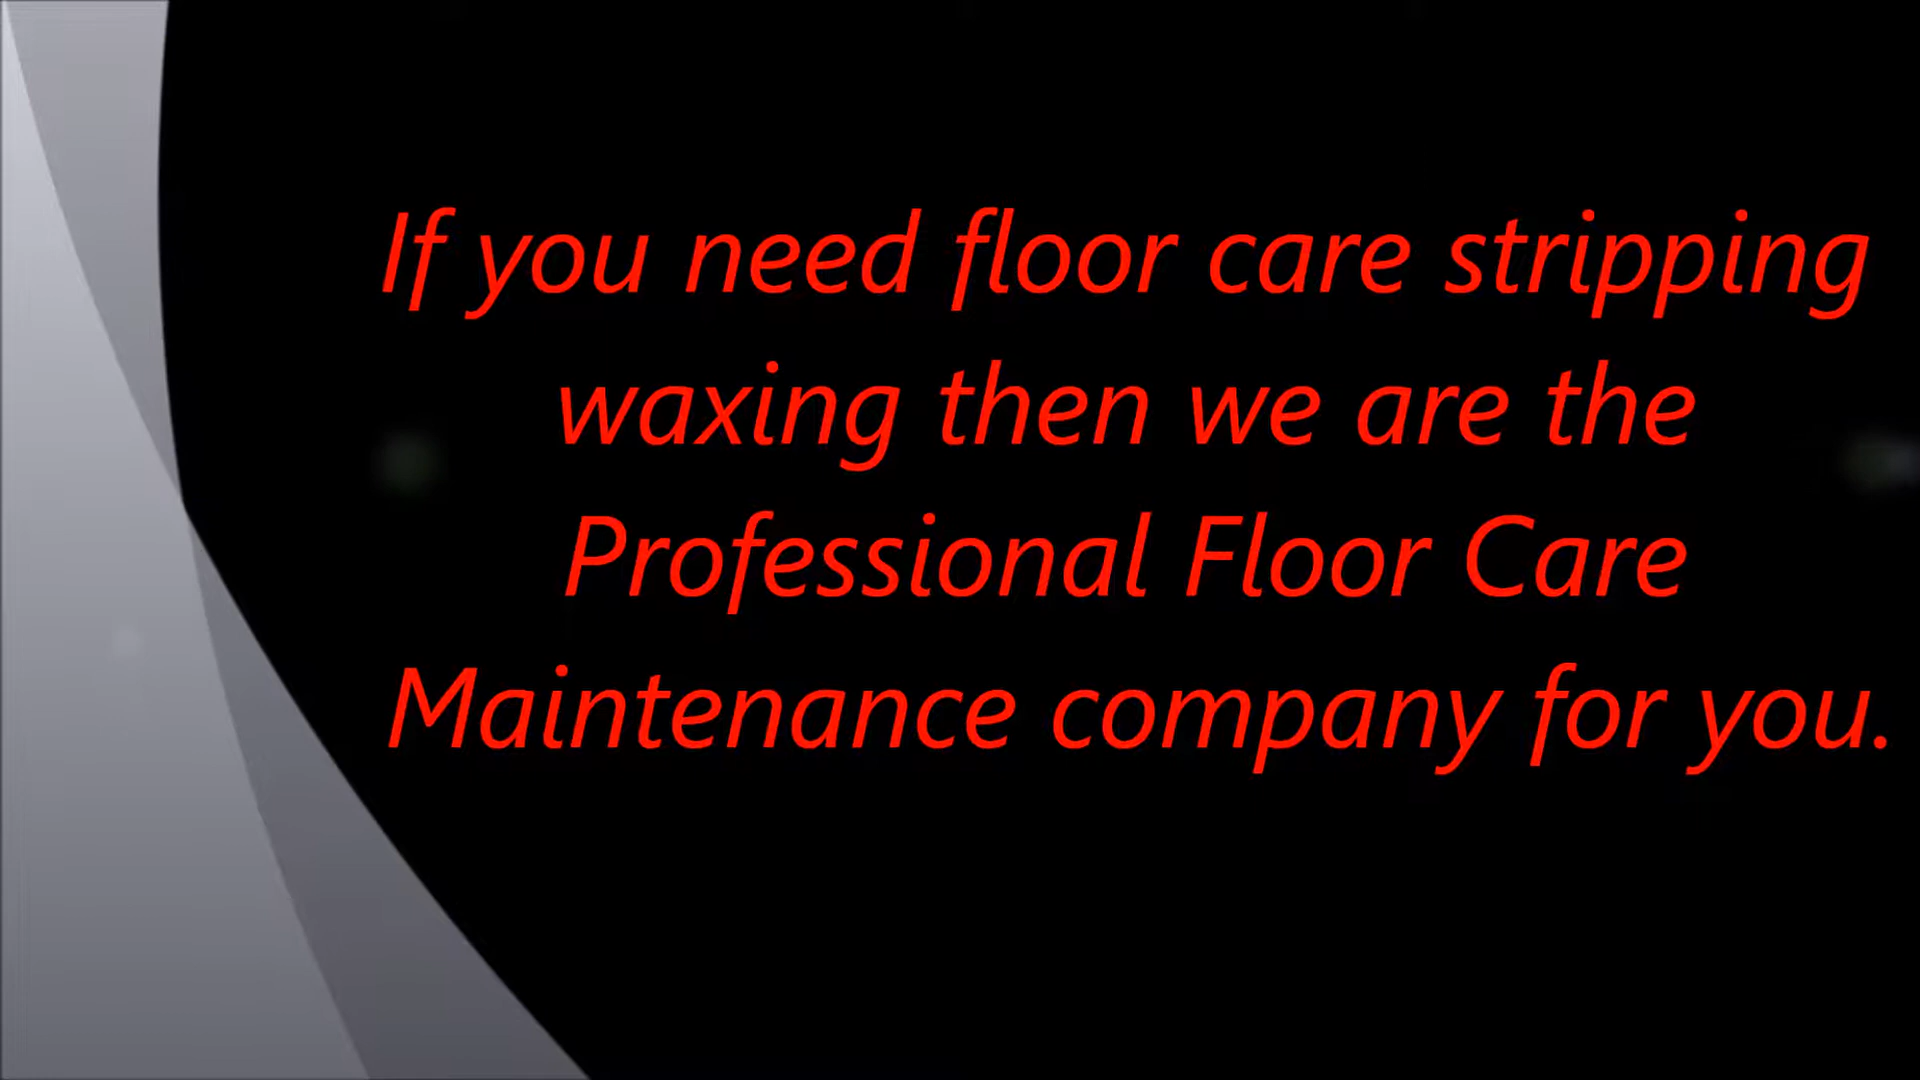 If you need floor care stripping
waxing then we are the
Professional Floor Care
Maintenance company for you.